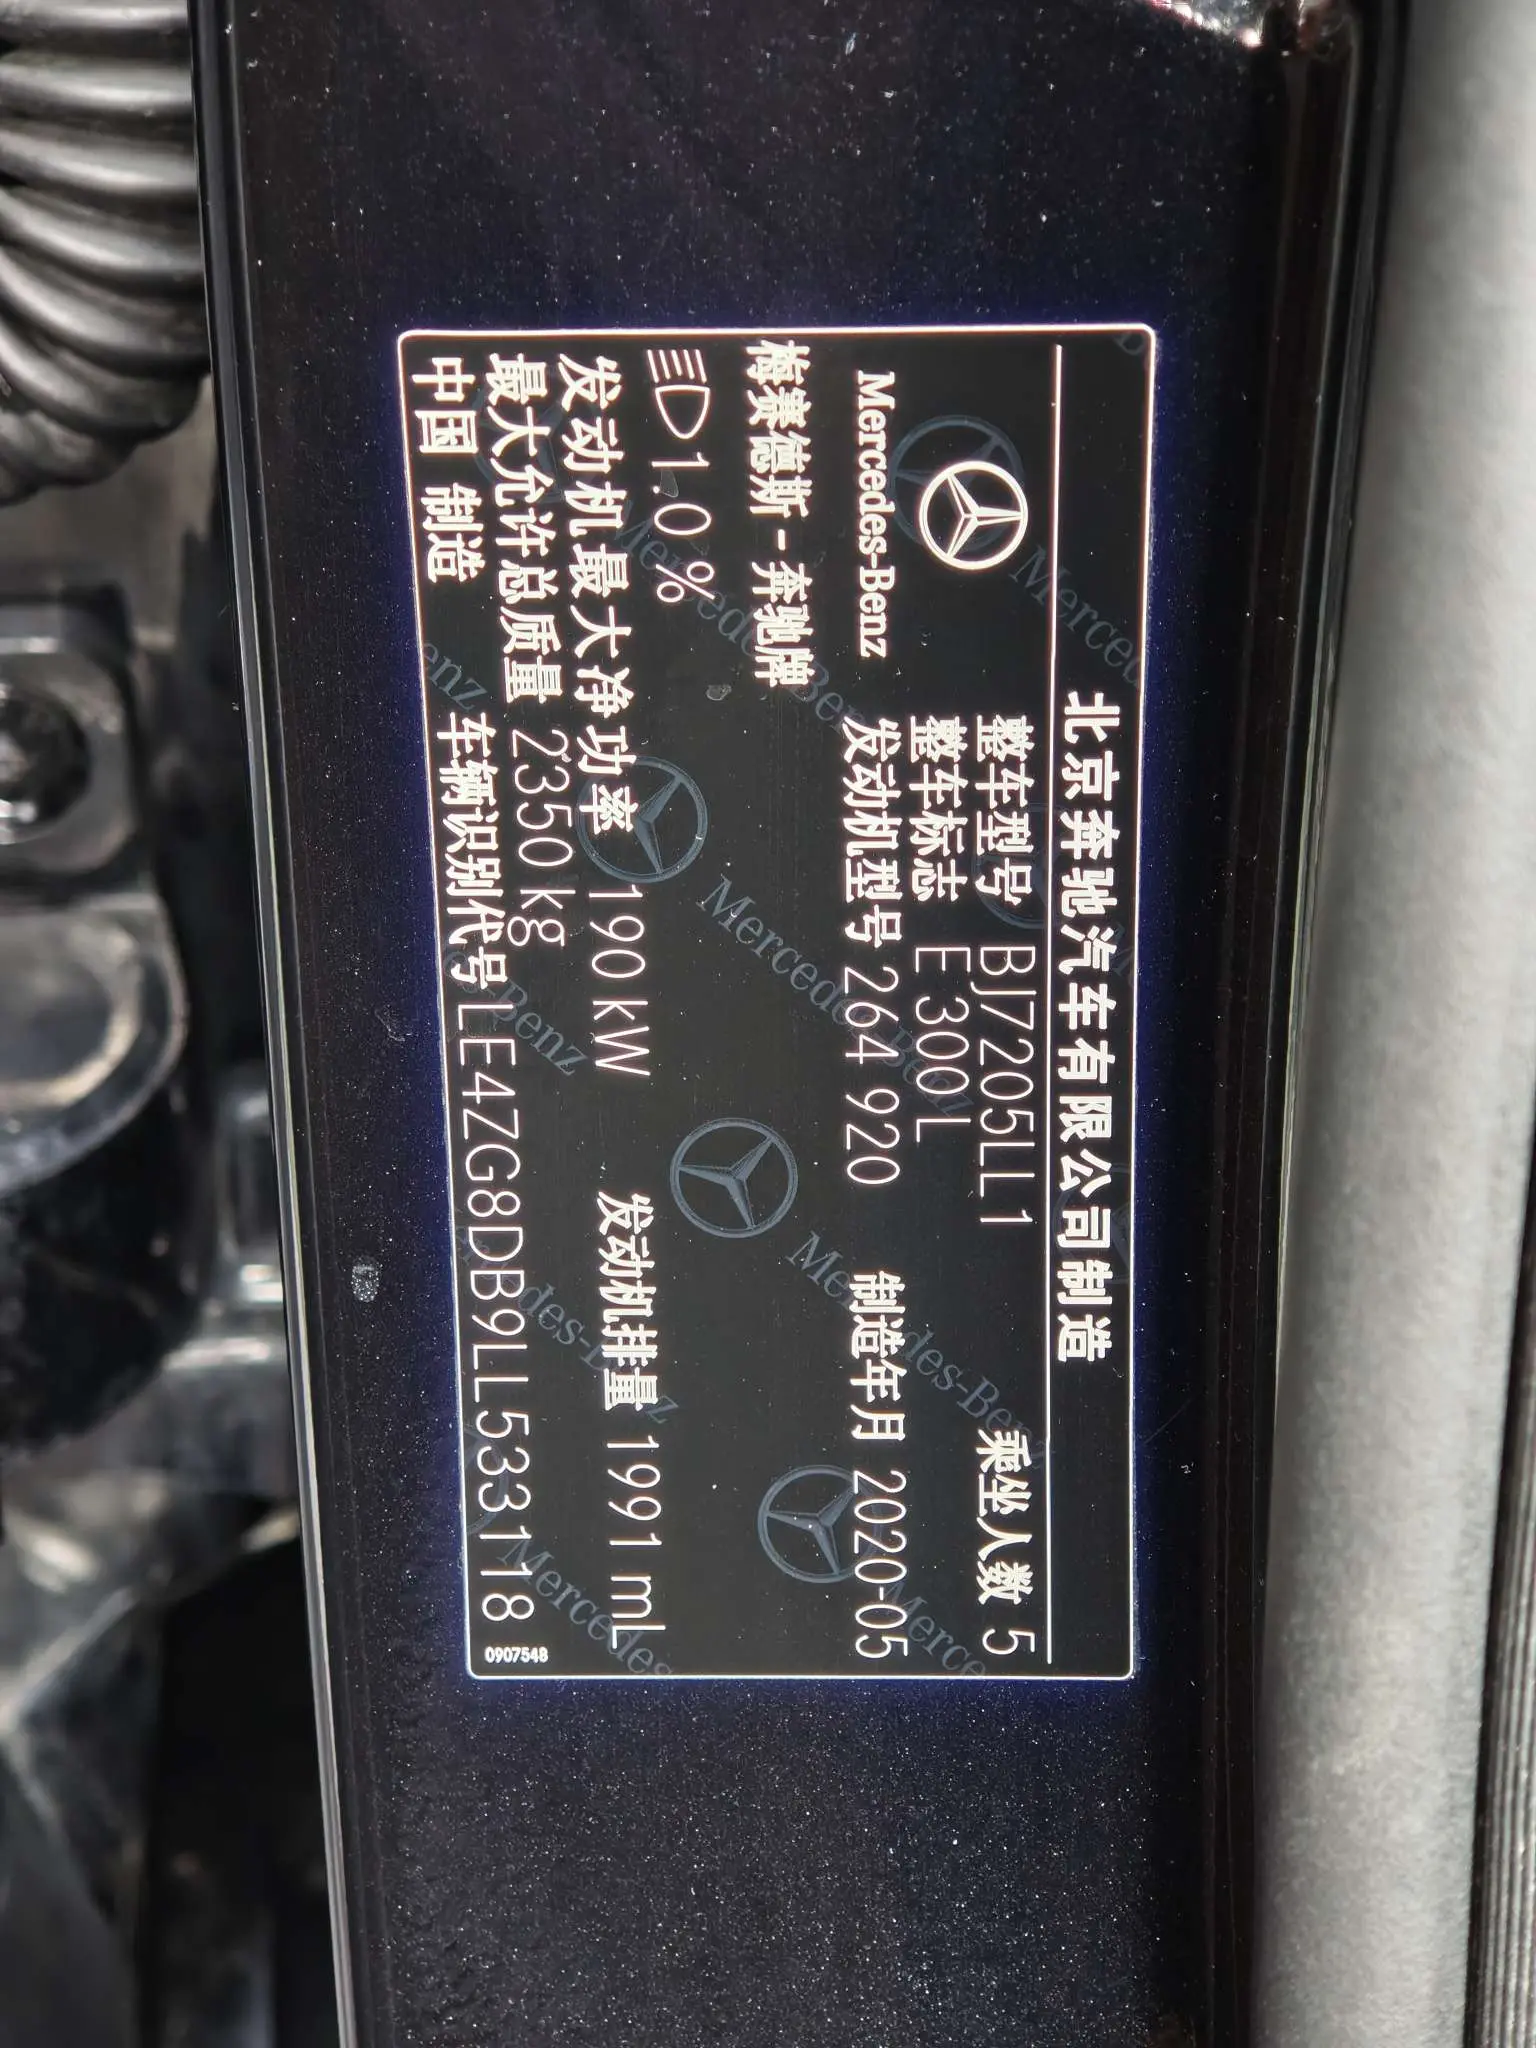 北京奔驰汽车有限公司制造
整车型号 BJ7205LL1 乘坐人数 5
整车标志 E 300L
Mercedes-Benz 发动机型号 264 920 制造年月 2020-05
梅赛德斯-奔驰牌
1.0 %
发动机最大净功率 190 kW 发动机排量 1991 mL
最大允许总质量 2350 kg
中国 制造 车辆识别代号 LE4ZG8DB9LL533118 0907548